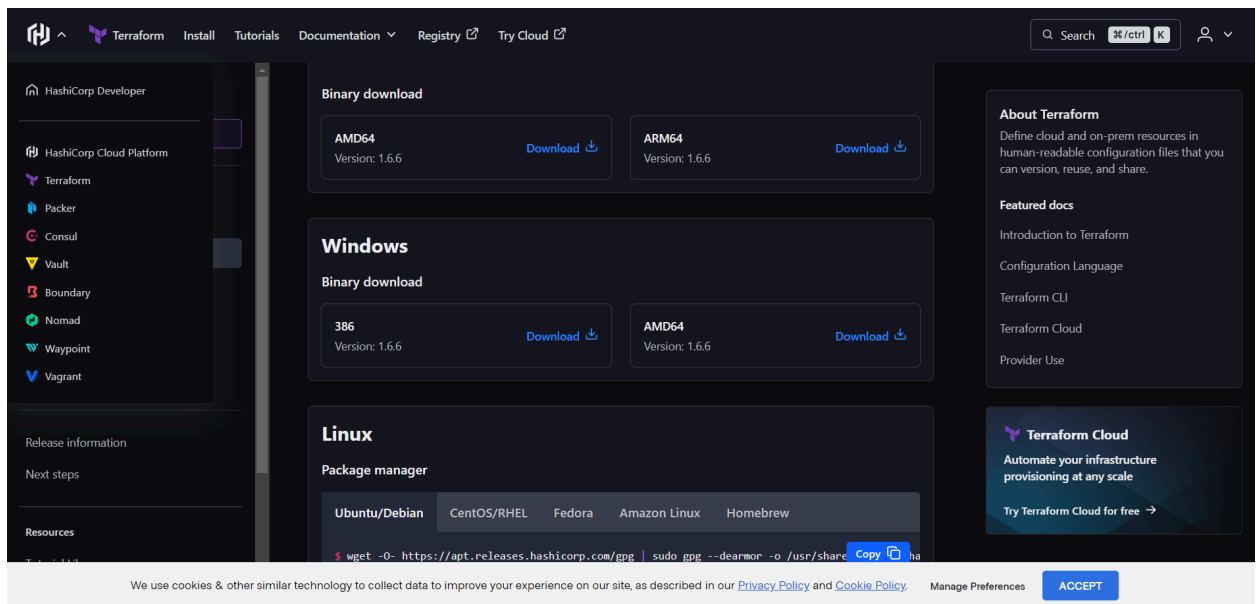 Terraform Install Tutorials Documentation Registry Try Cloud Search ⌘/ctrl K
HashiCorp Developer
HashiCorp Cloud Platform
Terraform
Packer
Consul
Vault
Boundary
Nomad
Waypoint
Vagrant
Release information
Next steps
Resources
Binary download
AMD64
Version: 1.6.6
Download
ARM64
Version: 1.6.6
Download
Windows
Binary download
386
Version: 1.6.6
Download
AMD64
Version: 1.6.6
Download
Linux
Package manager
Ubuntu/Debian CentOS/RHEL Fedora Amazon Linux Homebrew
$ wget -O- https://apt.releases.hashicorp.com/gpg | sudo gpg --dearmor -o /usr/share
Copy
About Terraform
Define cloud and on-prem resources in
human-readable configuration files that you
can version, reuse, and share.
Featured docs
Introduction to Terraform
Configuration Language
Terraform CLI
Terraform Cloud
Provider Use
Terraform Cloud
Automate your infrastructure
provisioning at any scale
Try Terraform Cloud for free →
We use cookies & other similar technology to collect data to improve your experience on our site, as described in our Privacy Policy and Cookie Policy. Manage Preferences ACCEPT